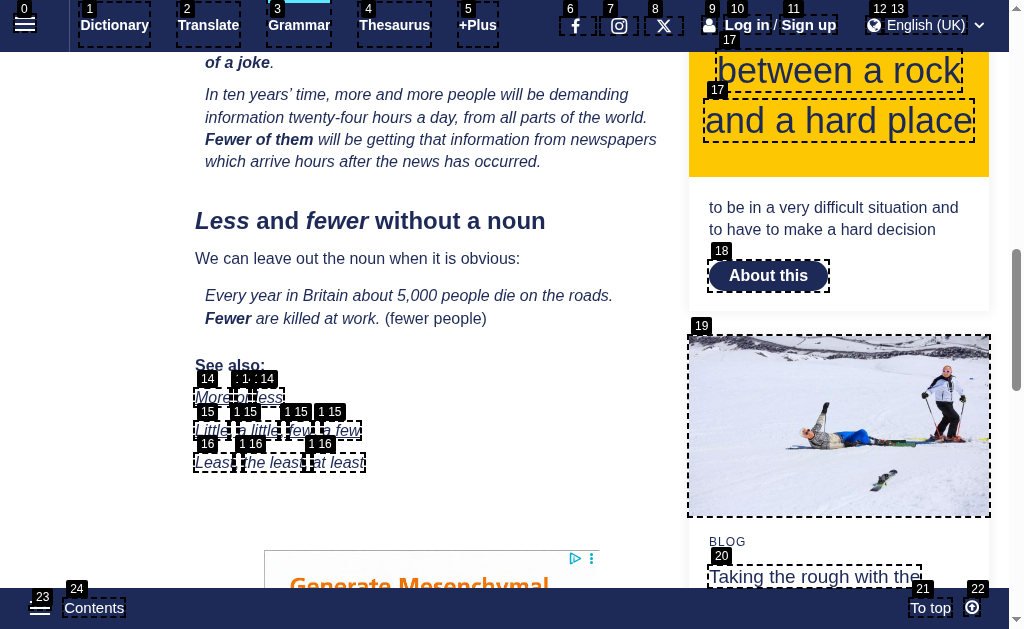 Dictionary Translate Grammar Thesaurus +Plus Log in / Sign up English (UK)
0 1 2 3 4 5 6 7 8 9 10 11 12 13
of a joke.
In ten years’ time, more and more people will be demanding
information twenty-four hours a day, from all parts of the world.
Fewer of them will be getting that information from newspapers
which arrive hours after the news has occurred.
Less and fewer without a noun
We can leave out the noun when it is obvious:
Every year in Britain about 5,000 people die on the roads.
Fewer are killed at work. (fewer people)
See also:
14 14 14
More or less
15 15 15 15
Little, a little, few, a few
16 16 16
Least, the least, at least
Generate Mesenchymal
17
between a rock
17
and a hard place
to be in a very difficult situation and
to have to make a hard decision
18
About this
19
BLOG
20
Taking the rough with the
23 24 21 22
Contents To top